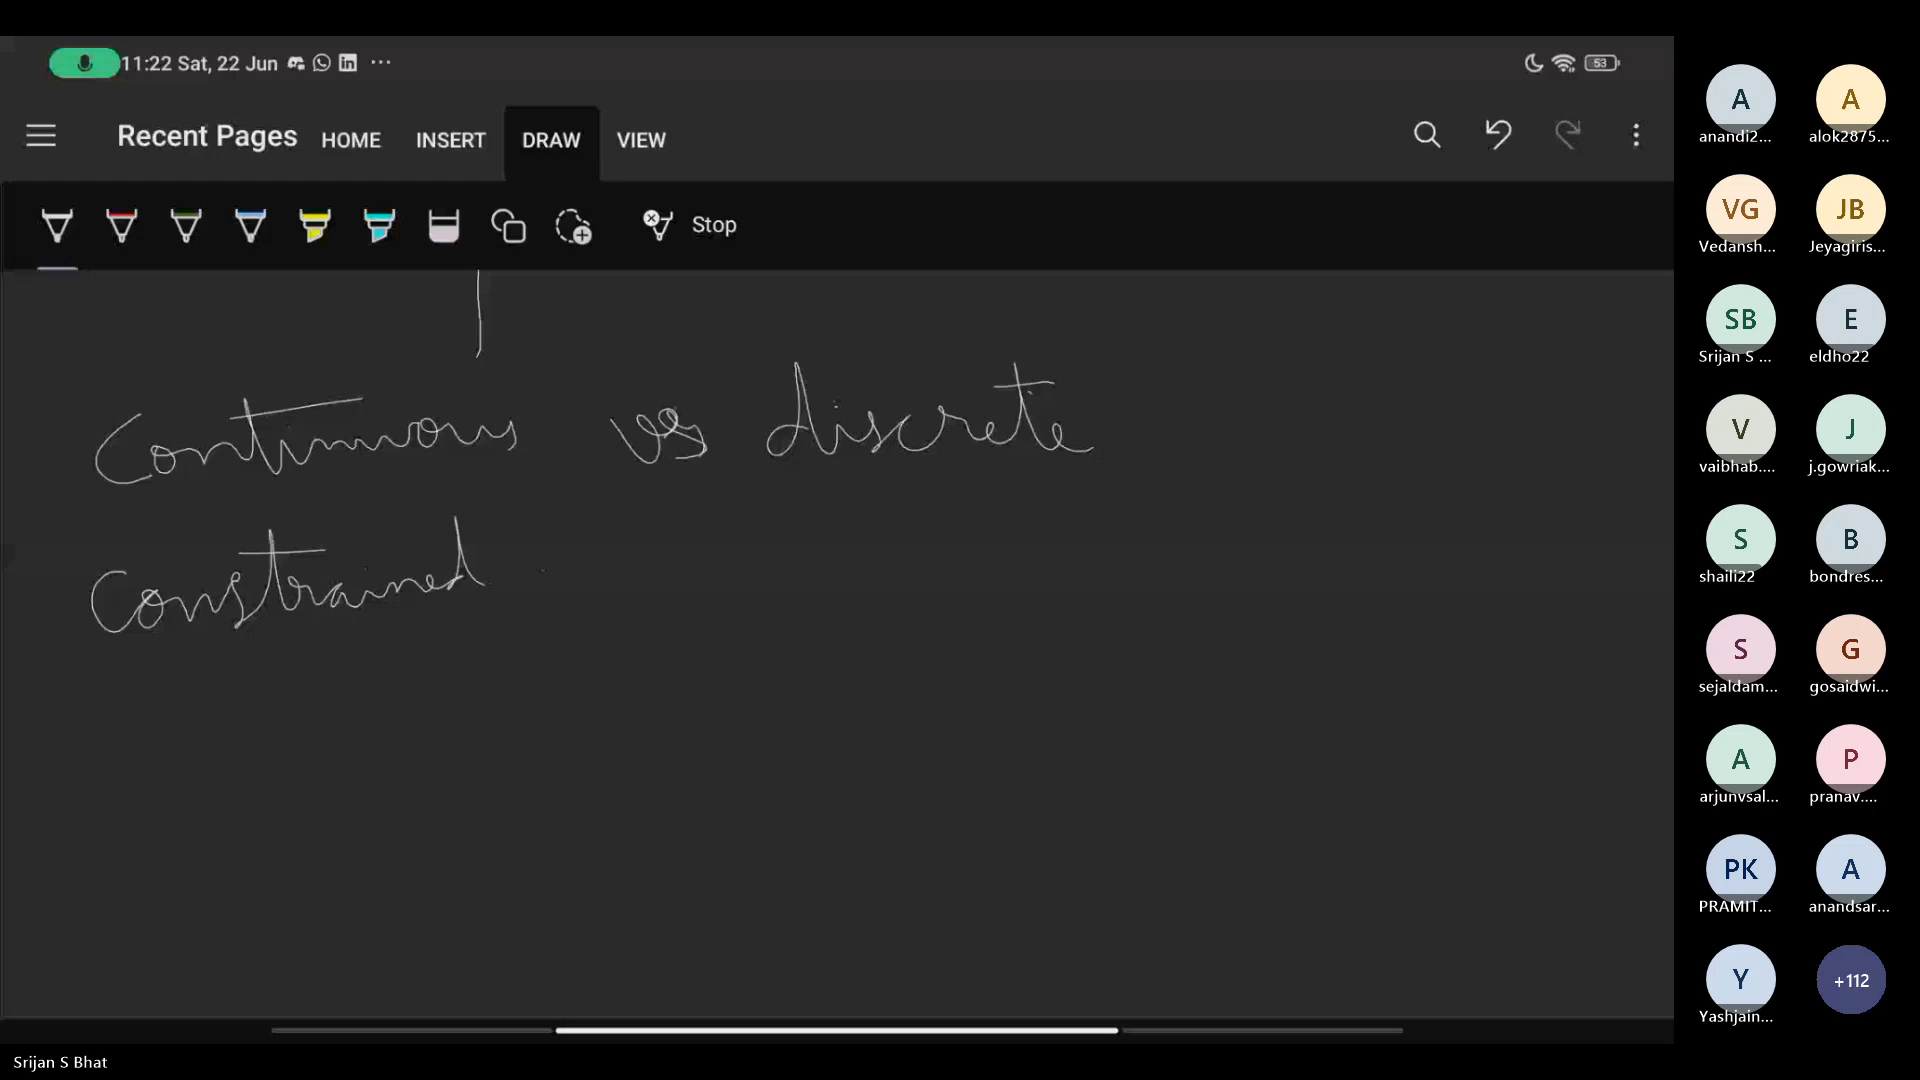 11:22 Sat, 22 Jun ...
53
Recent Pages HOME INSERT DRAW VIEW
Stop
Continuous vs discrete
Constrained
A
anandi2...
A
alok2875...
VG
Vedansh...
JB
Jeyagiris...
SB
Srijan S ...
E
eldho22
V
vaibhab....
J
j.gowriak...
S
shaili22
B
bondres...
S
sejaldam...
G
gosaidwi...
A
arjunvsal...
P
pranav....
PK
PRAMIT...
A
anandsar...
Y
Yashjain...
+112
Srijan S Bhat